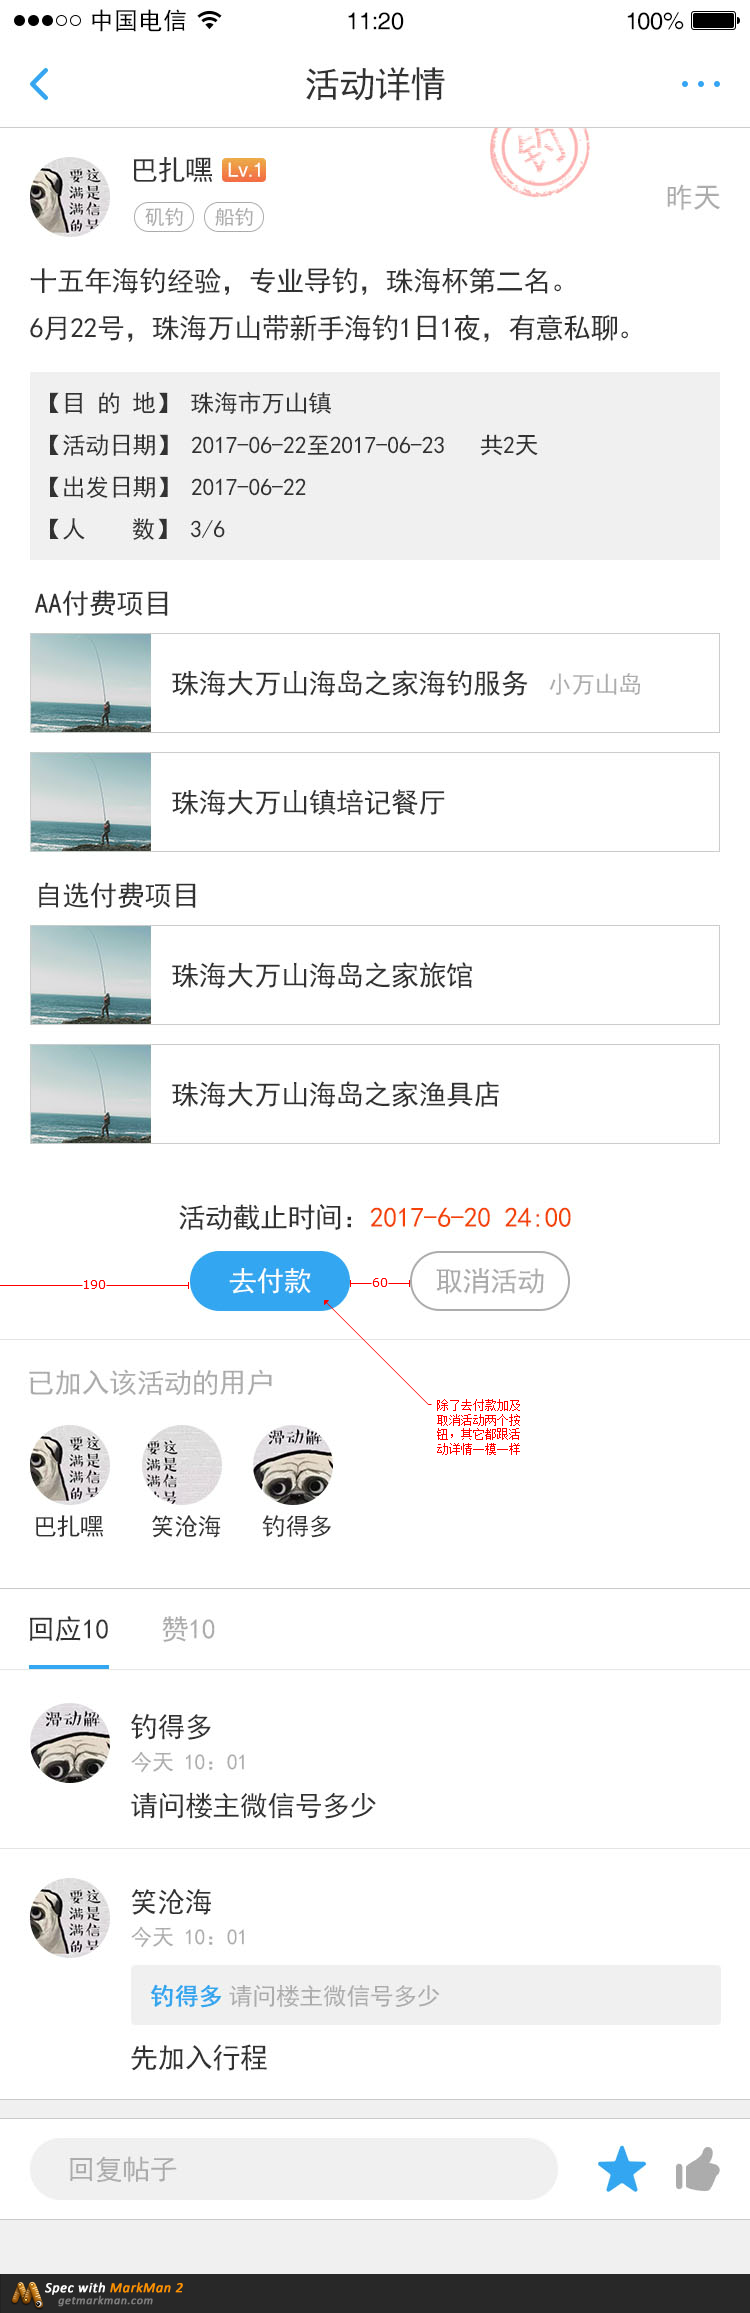 中国电信 11:20 100%
活动详情
钓
巴扎嘿 Lv.1
矶钓 船钓
昨天
十五年海钓经验，专业导钓，珠海杯第二名。
6月22号，珠海万山带新手海钓1日1夜，有意私聊。
【目 的 地】 珠海市万山镇
【活动日期】 2017-06-22至2017-06-23 共2天
【出发日期】 2017-06-22
【人 数】 3/6
AA付费项目
珠海大万山海岛之家海钓服务 小万山岛
珠海大万山镇培记餐厅
自选付费项目
珠海大万山海岛之家旅馆
珠海大万山海岛之家渔具店
活动截止时间：2017-6-20 24:00
190 去付款 60 取消活动
除了去付款加及
取消活动两个按
钮，其它都跟活
动详情一模一样
已加入该活动的用户
巴扎嘿 笑沧海 钓得多
回应10 赞10
钓得多
今天 10：01
请问楼主微信号多少
笑沧海
今天 10：01
钓得多 请问楼主微信号多少
先加入行程
回复帖子
Spec with MarkMan 2
getmarkman.com